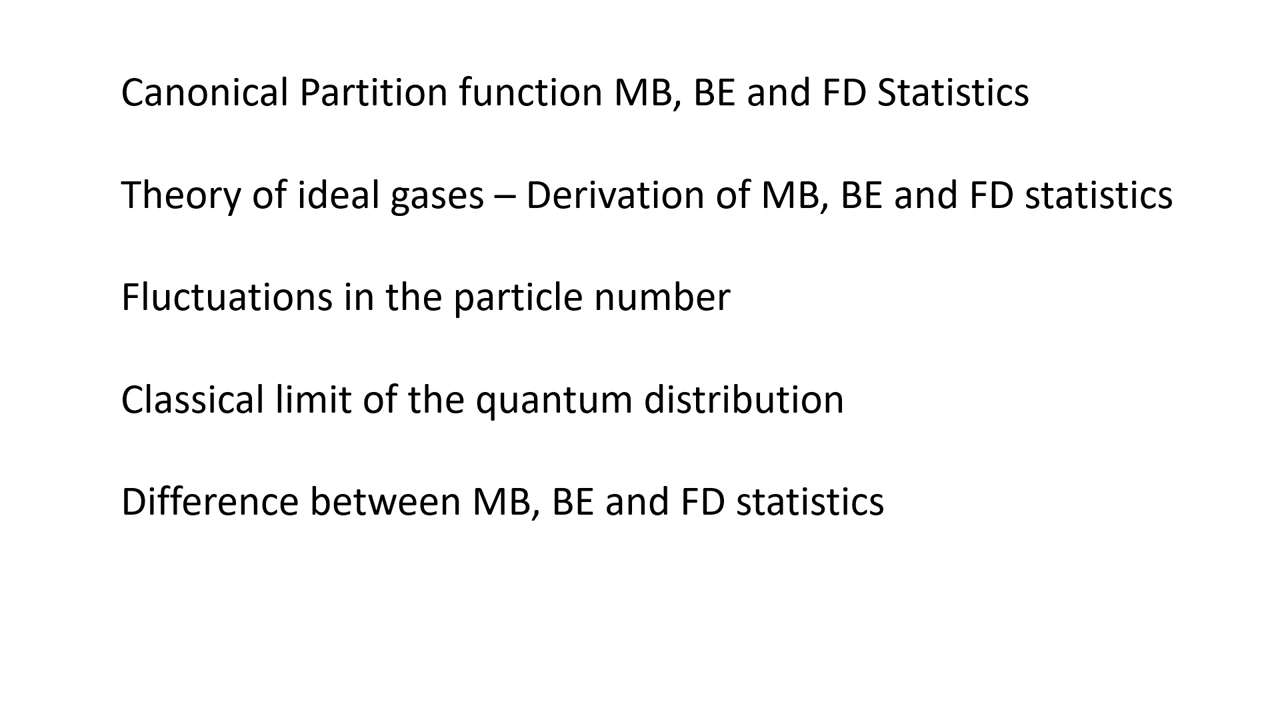 Canonical Partition function MB, BE and FD Statistics
Theory of ideal gases – Derivation of MB, BE and FD statistics
Fluctuations in the particle number
Classical limit of the quantum distribution
Difference between MB, BE and FD statistics